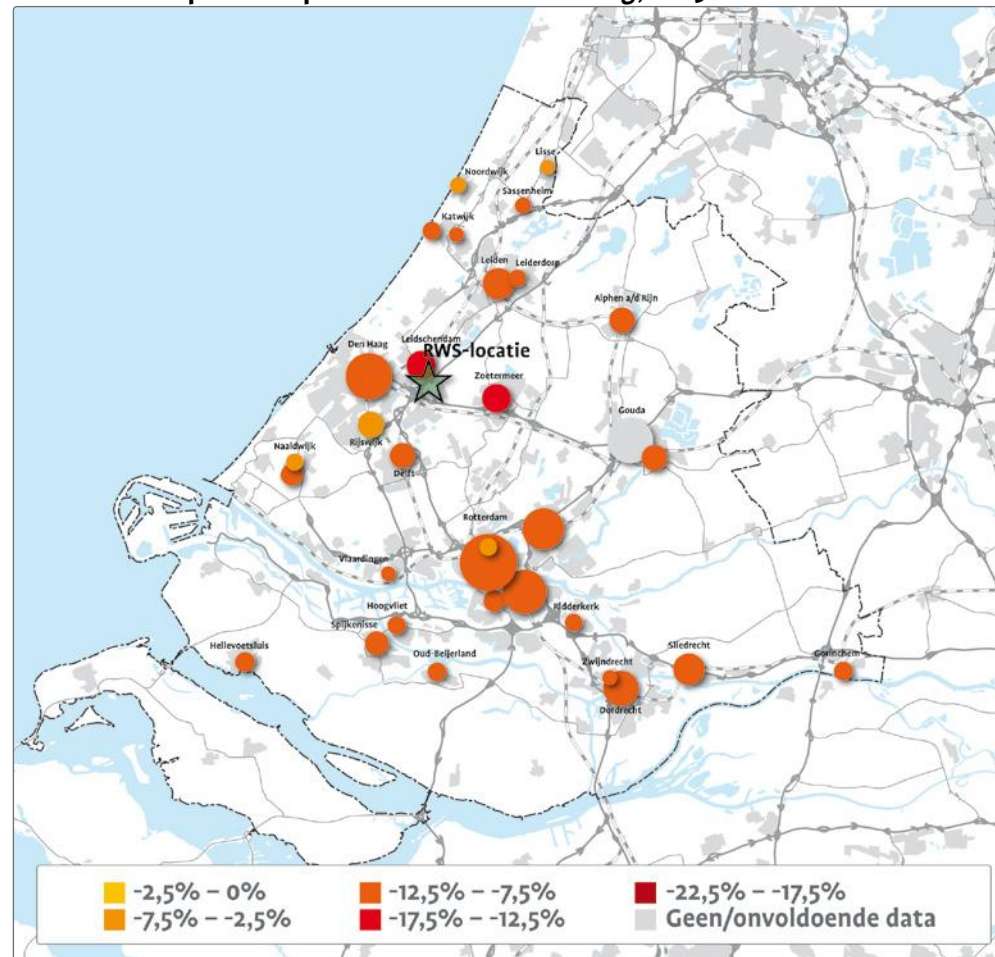 Lisse
Noordwijk
Sassenheim
Katwijk
Leiden
Leiderdorp
Alphen a/d Rijn
Den Haag
Leidschendam
RWS-locatie
Zoetermeer
Gouda
Rijswijk
Naaldwijk
Delft
Rotterdam
Vlaardingen
Hoogvliet
Ridderkerk
Spijkenisse
Hellevoetsluis
Oud-Beijerland
Zwijndrecht
Sliedrecht
Gorinchem
Dordrecht
-2,5% – 0%
-12,5% – -7,5%
-22,5% – -17,5%
-7,5% – -2,5%
-17,5% – -12,5%
Geen/onvoldoende data